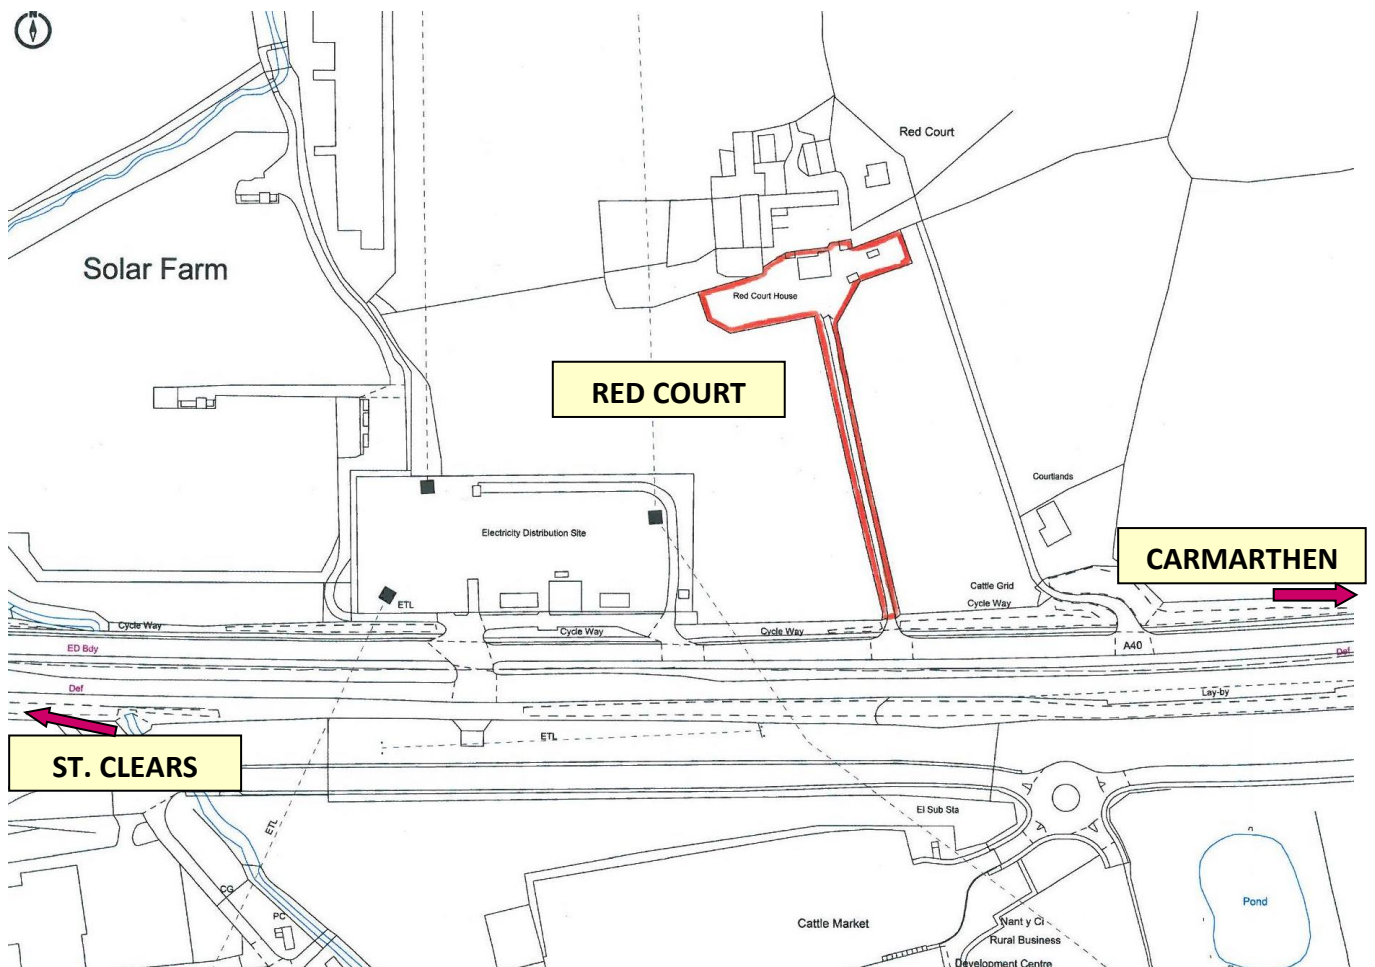 N
Red Court
Solar Farm
Red Court House
RED COURT
Courtlands
Electricity Distribution Site
CARMARTHEN
Cattle Grid
ETL
Cycle Way
Cycle Way
Cycle Way
Cycle Way
ED Bdy
A40
Def
Def
Lay-by
ETL
ST. CLEARS
El Sub Sta
ETL
CG
Pond
PC
Cattle Market
Nant y Ci
Rural Business
Development Centre